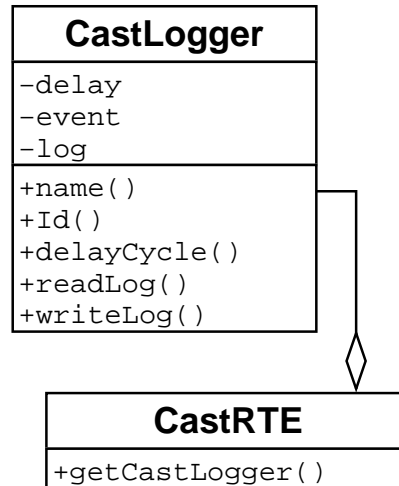 CastLogger
-delay
-event
-log
+name()
+Id()
+delayCycle()
+readLog()
+writeLog()
CastRTE
+getCastLogger()